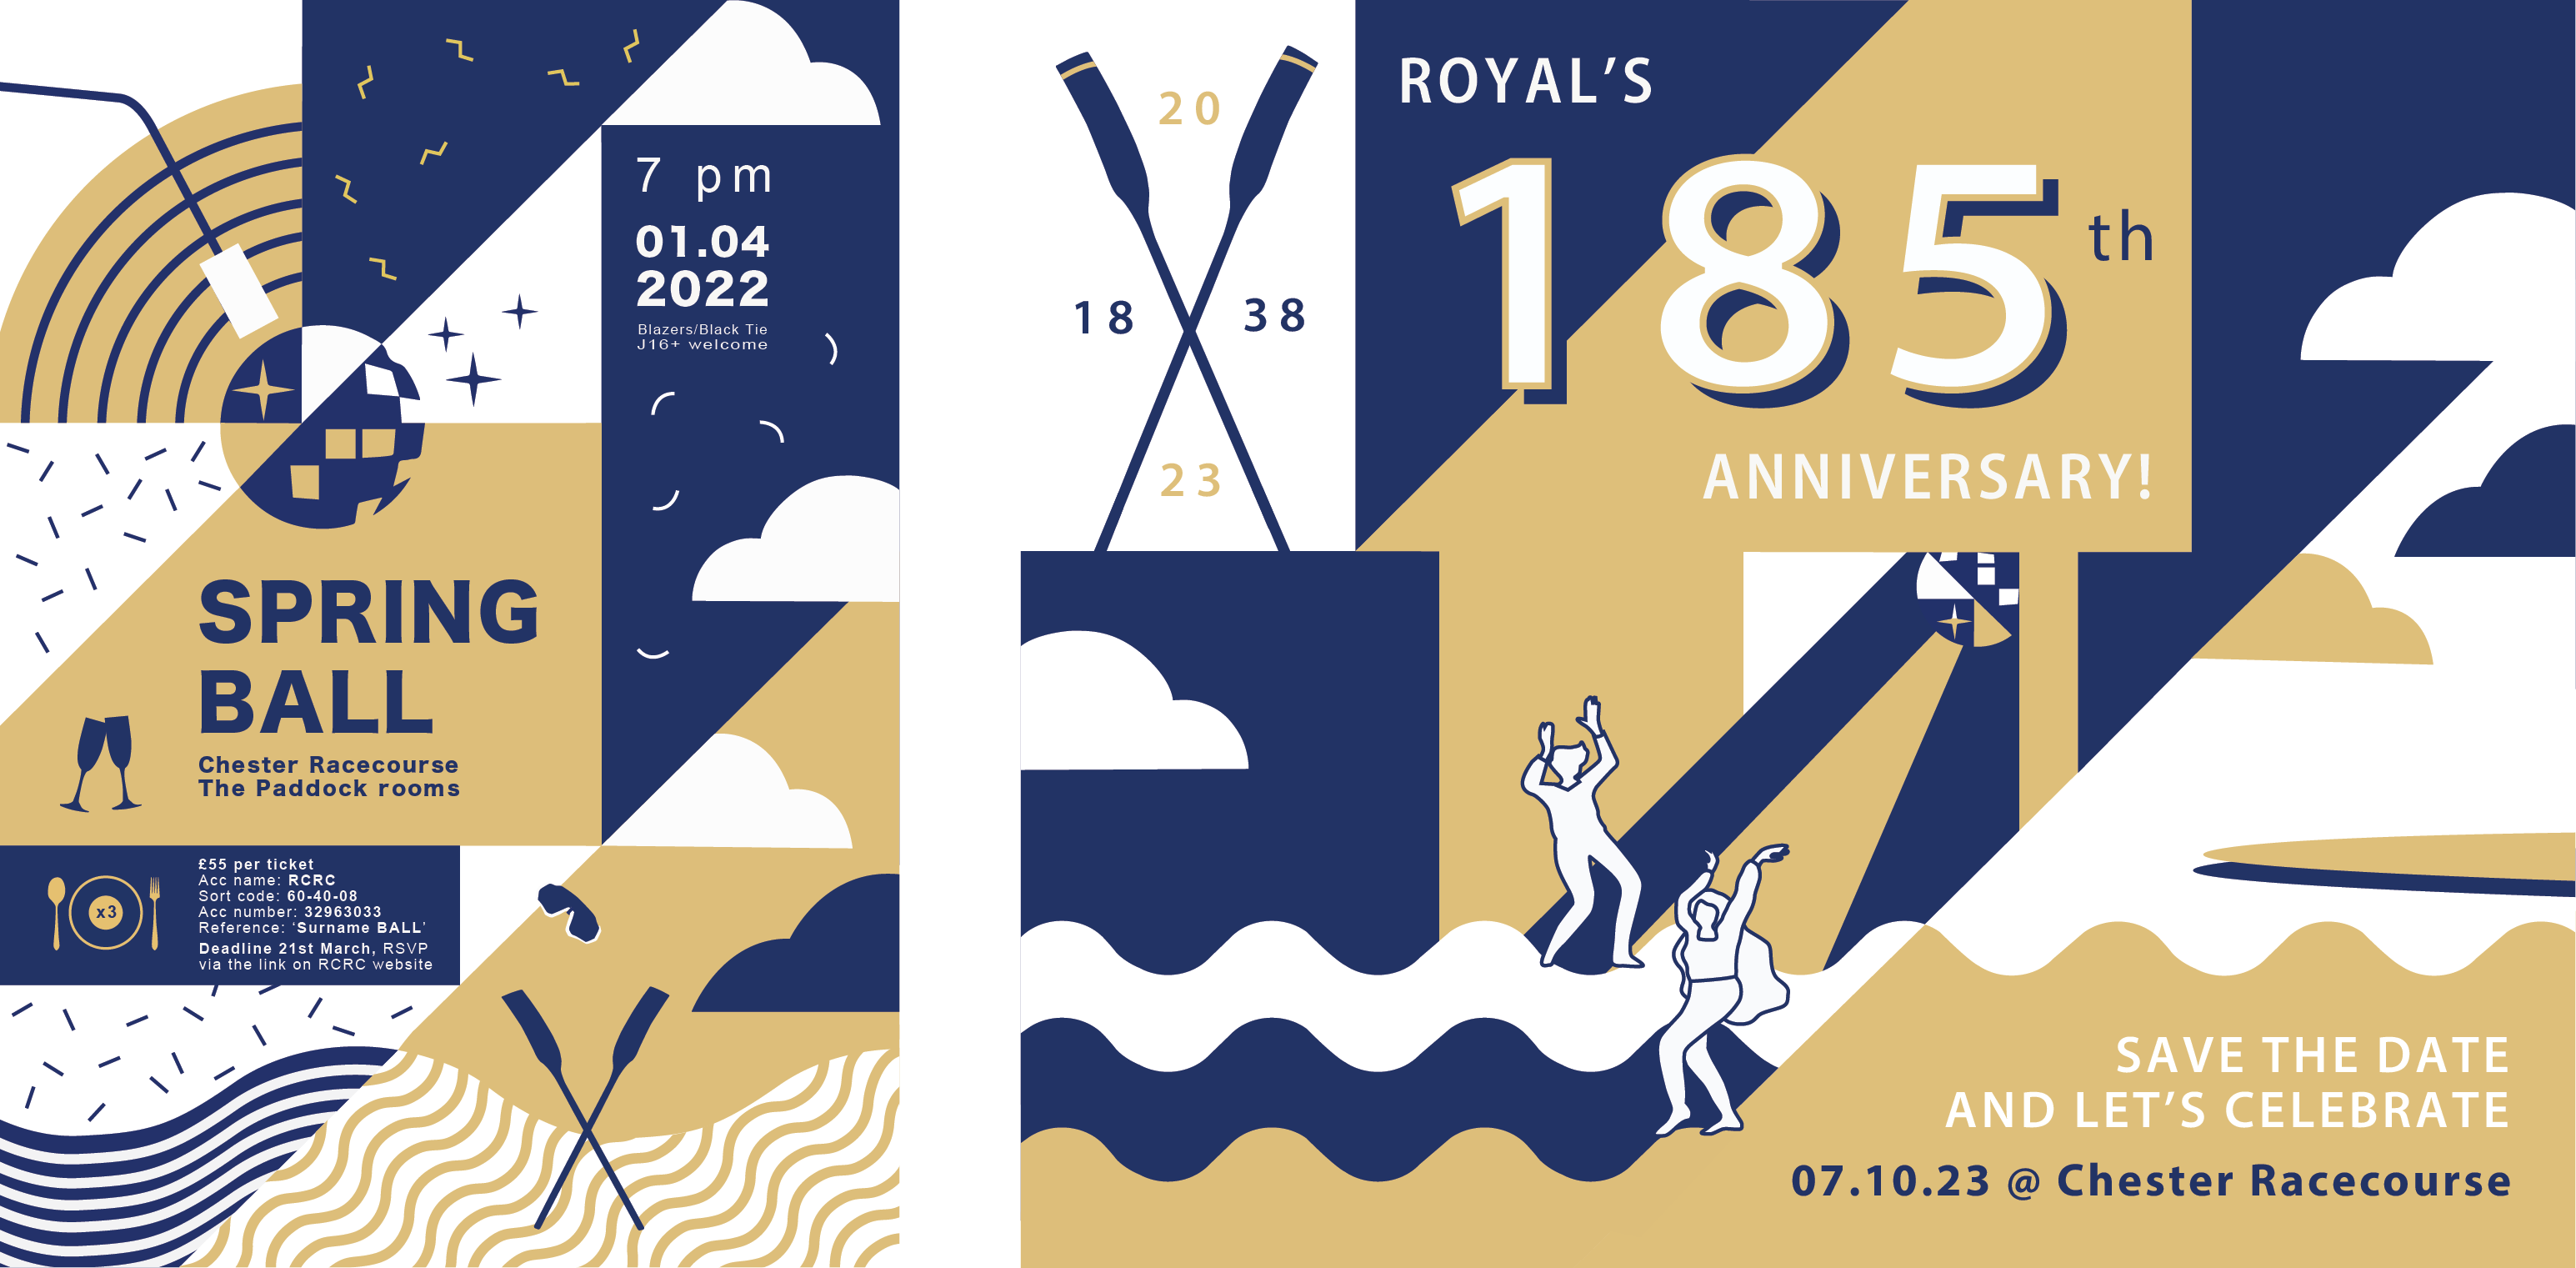 7 pm
01.04
2022
Blazers/Black Tie
J16+ welcome
SPRING
BALL
Chester Racecourse
The Paddock rooms
x3
£55 per ticket
Acc name: RCRC
Sort code: 60-40-08
Acc number: 32963033
Reference: 'Surname BALL'
Deadline 21st March, RSVP
via the link on RCRC website
20
18 38
23
ROYAL'S
185th
ANNIVERSARY!
SAVE THE DATE
AND LET'S CELEBRATE
07.10.23 @ Chester Racecourse